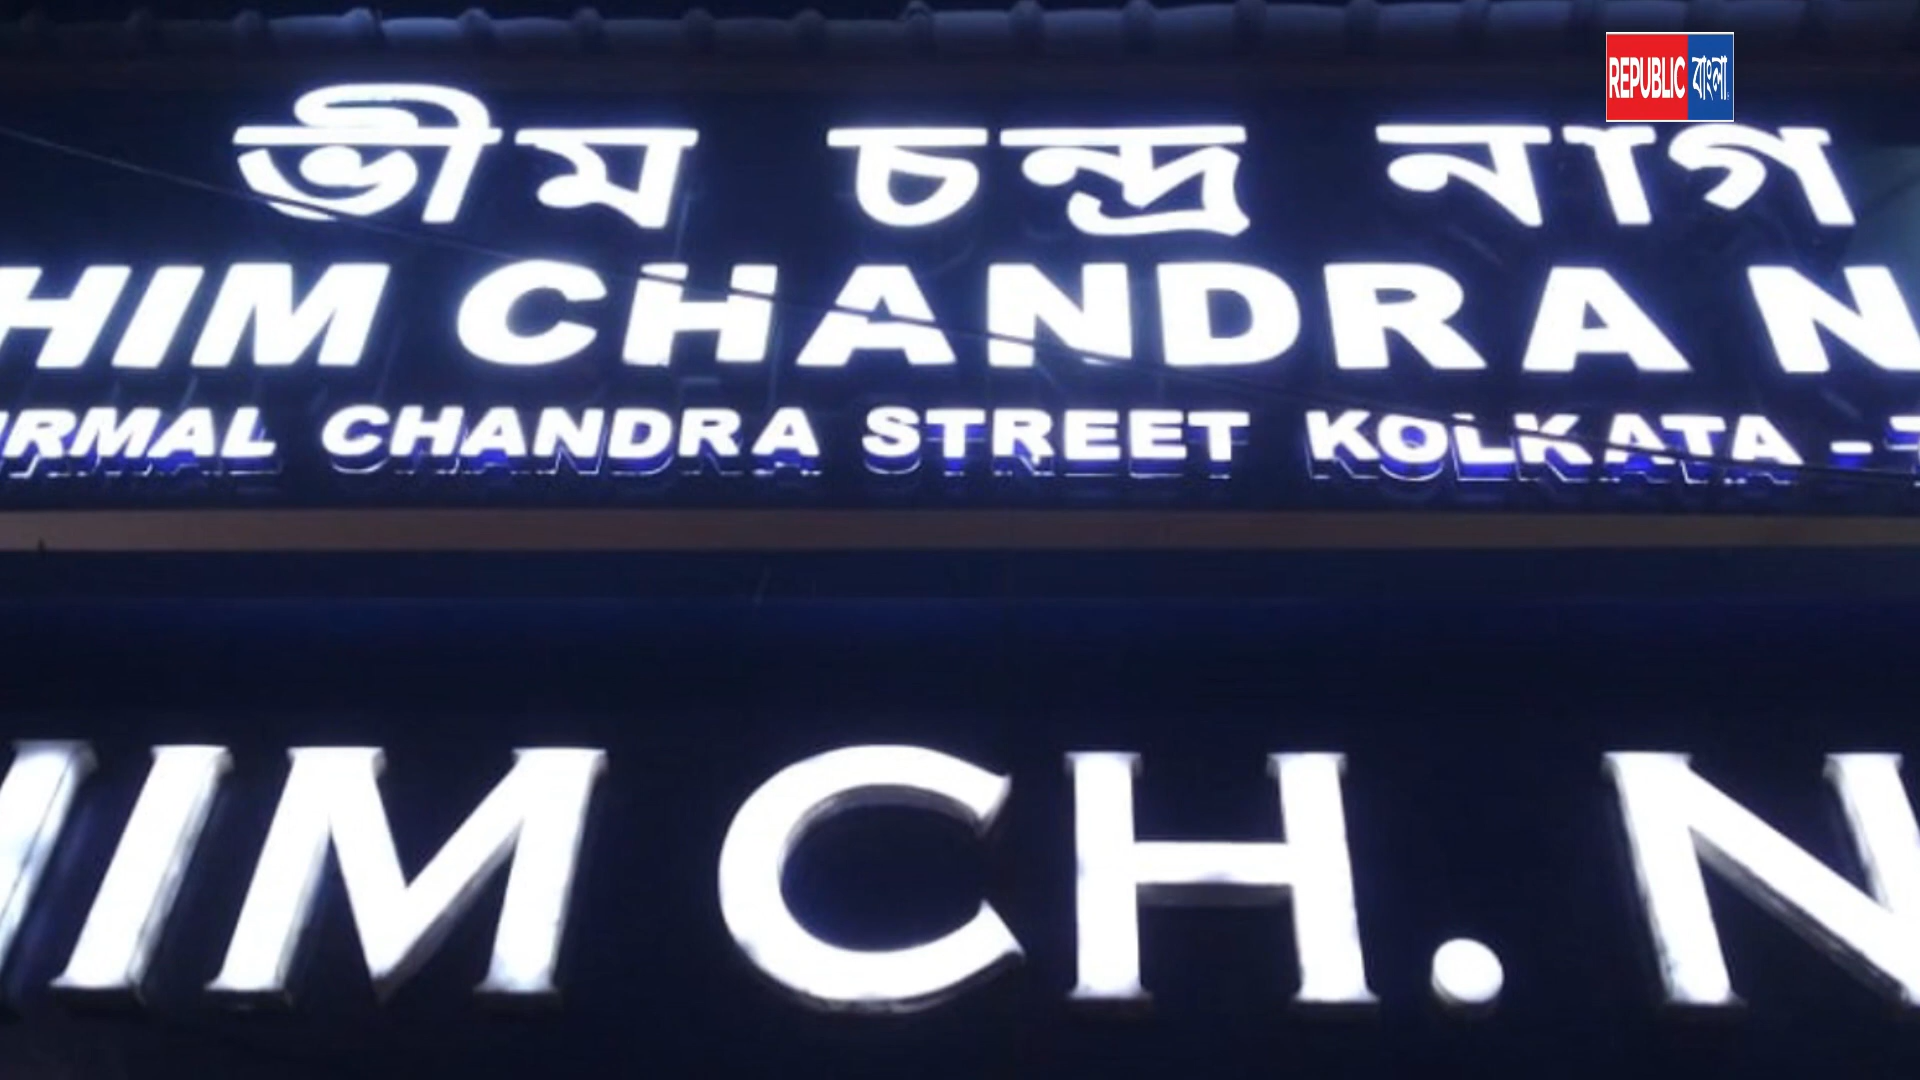 REPUBLIC বাংলা
ভীম চন্দ্র নাগ
HIM CHANDRA N
RMAL CHANDRA STREET KOLKATA -
HIM CH. N